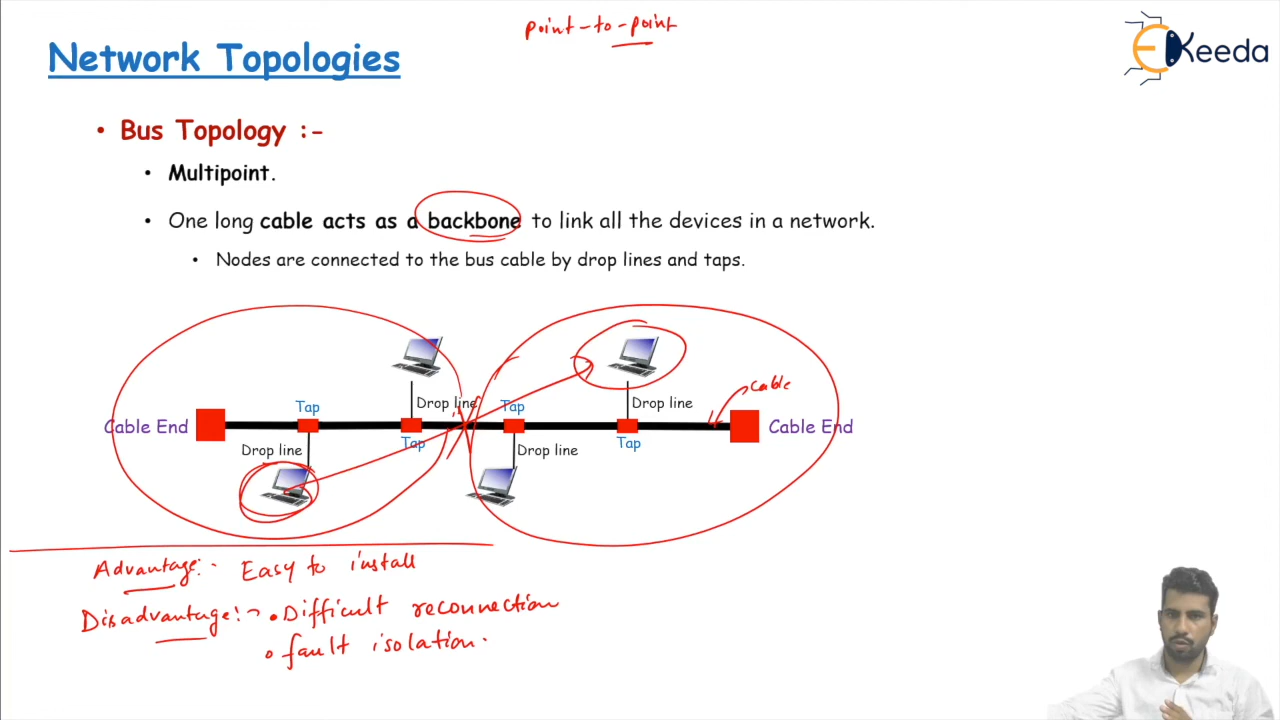 point-to-point
Network Topologies
EKeeda
• Bus Topology :-
• Multipoint.
• One long cable acts as a backbone to link all the devices in a network.
• Nodes are connected to the bus cable by drop lines and taps.
cable
Tap
Drop line
Tap
Drop line
Cable End
Cable End
Drop line
Tap
Drop line
Tap
Advantage:- Easy to install
Disadvantage:- • Difficult reconnection
• fault isolation.